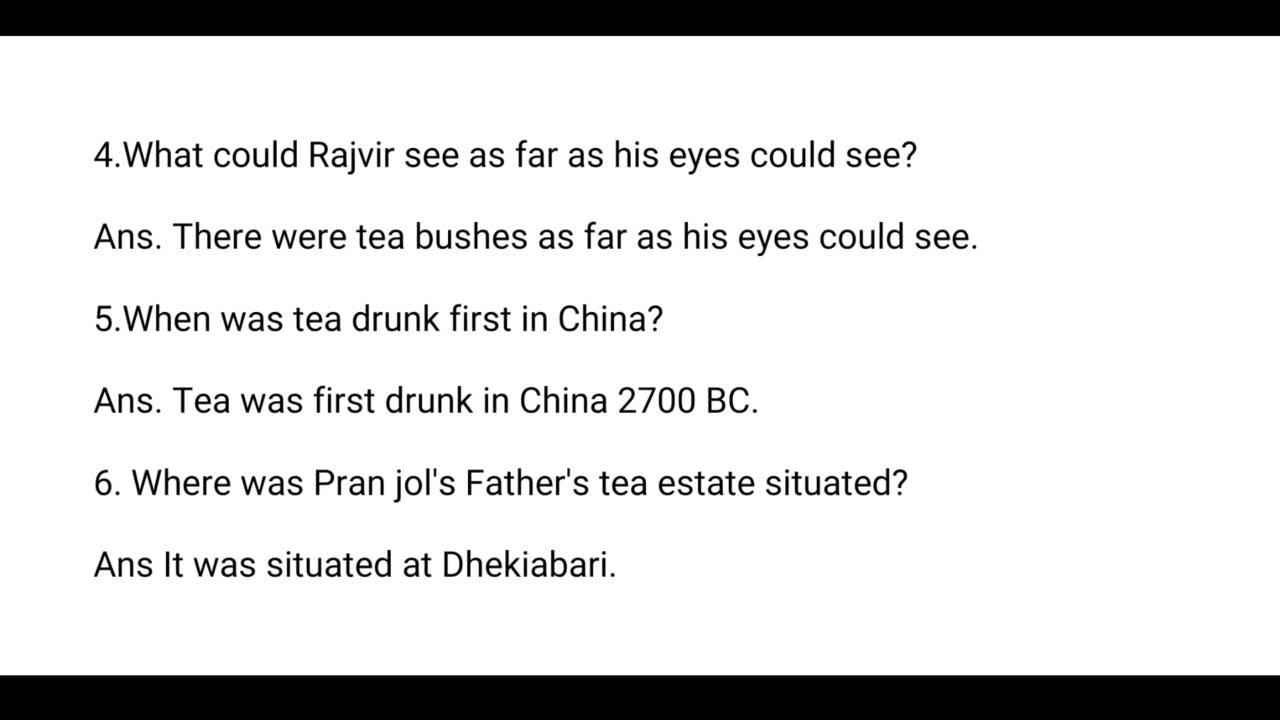 4.What could Rajvir see as far as his eyes could see?
Ans. There were tea bushes as far as his eyes could see.
5.When was tea drunk first in China?
Ans. Tea was first drunk in China 2700 BC.
6. Where was Pran jol's Father's tea estate situated?
Ans It was situated at Dhekiabari.